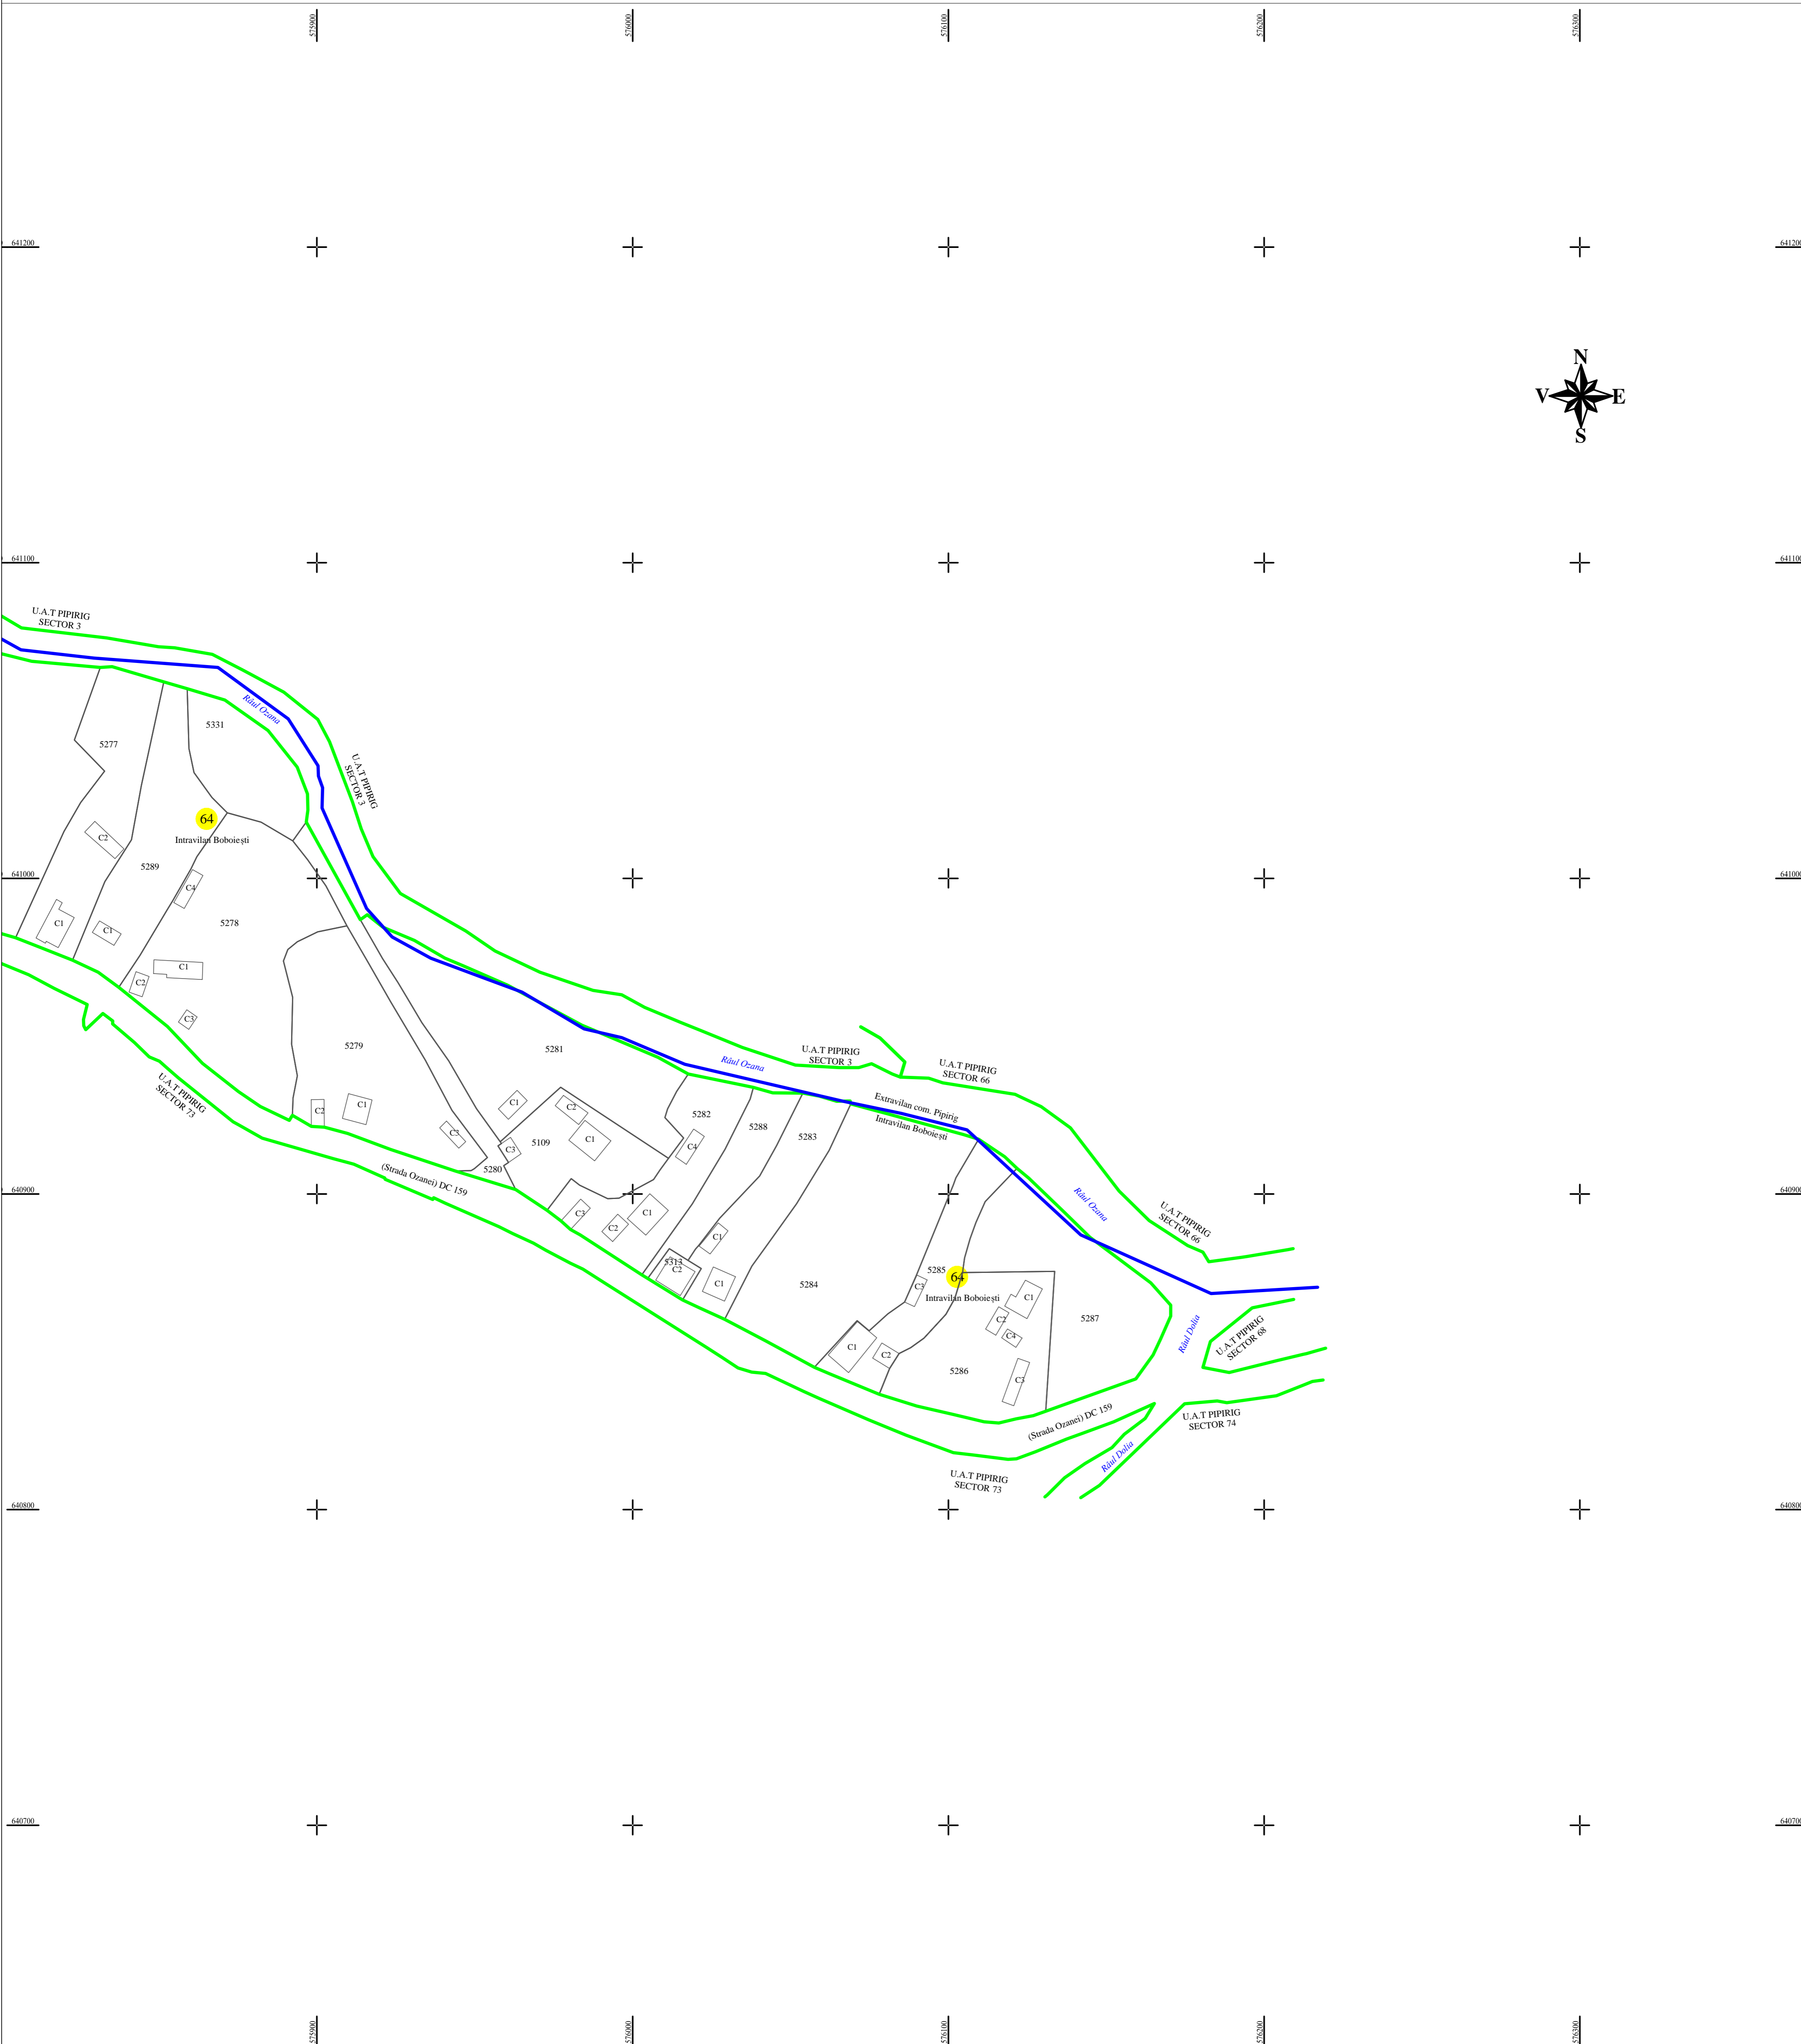 575900
576000
576100
576200
576300
641200
641200
N
V
E
S
641100
641100
U.A.T PIPIRIG
SECTOR 3
Râul Ozana
5331
5277
U.A.T PIPIRIG
SECTOR 3
64
Intravilan Boboiești
C2
5289
641000
641000
C4
C1
C1
5278
C1
C2
C3
5279
5281
Râul Ozana
U.A.T PIPIRIG
SECTOR 3
U.A.T PIPIRIG
SECTOR 66
U.A.T PIPIRIG
SECTOR 73
C2
C1
C1
C2
5282
Extravilan com. Pipirig
Intravilan Boboiești
5288
5283
C3
5109
C1
C4
C3
5280
(Strada Ozanei) DC 159
640900
640900
Râul Ozana
C3
C2
C1
U.A.T PIPIRIG
SECTOR 66
C1
5313
C2
C1
5284
5285
64
Intravilan Boboiești
C3
C1
C2
C4
5287
Râul Dolia
U.A.T PIPIRIG
SECTOR 68
C1
C2
5286
C3
(Strada Ozanei) DC 159
U.A.T PIPIRIG
SECTOR 74
Râul Dolia
U.A.T PIPIRIG
SECTOR 73
640800
640800
640700
640700
575900
576000
576100
576200
576300